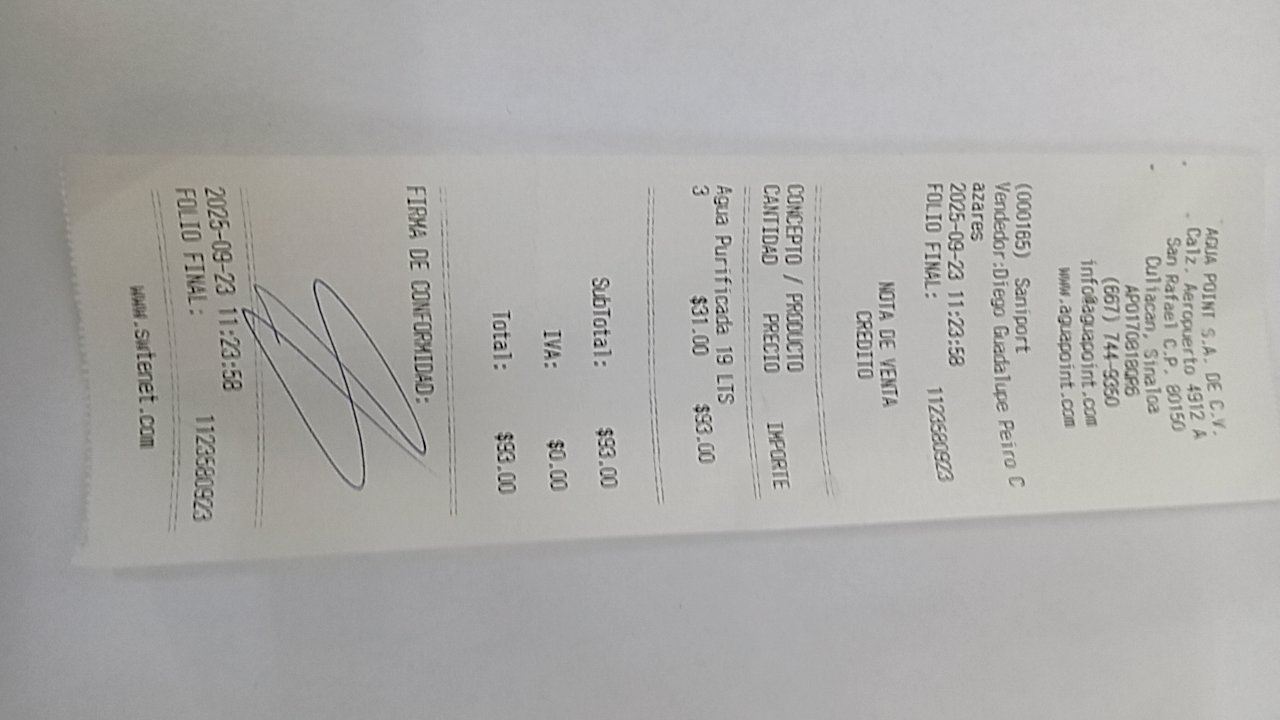 AGUA POINT S.A. DE C.V.
Calz. Aeropuerto 4912 A
San Rafael C.P. 80150
Culiacan, Sinaloa
APO170818QR6
(667) 744-9350
info@aguapoint.com
www.aguapoint.com
(000165) Saniport
Vendedor:Diego Guadalupe Peiro C
azares
2025-09-23 11:23:58
FOLIO FINAL: 1123580923
NOTA DE VENTA
CREDITO
CONCEPTO / PRODUCTO
CANTIDAD PRECIO IMPORTE
Agua Purificada 19 LTS
3 $31.00 $93.00
SubTotal: $93.00
IVA: $0.00
Total: $93.00
FIRMA DE CONFORMIDAD:
2025-09-23 11:23:58
FOLIO FINAL: 1123580923
www.swtenet.com